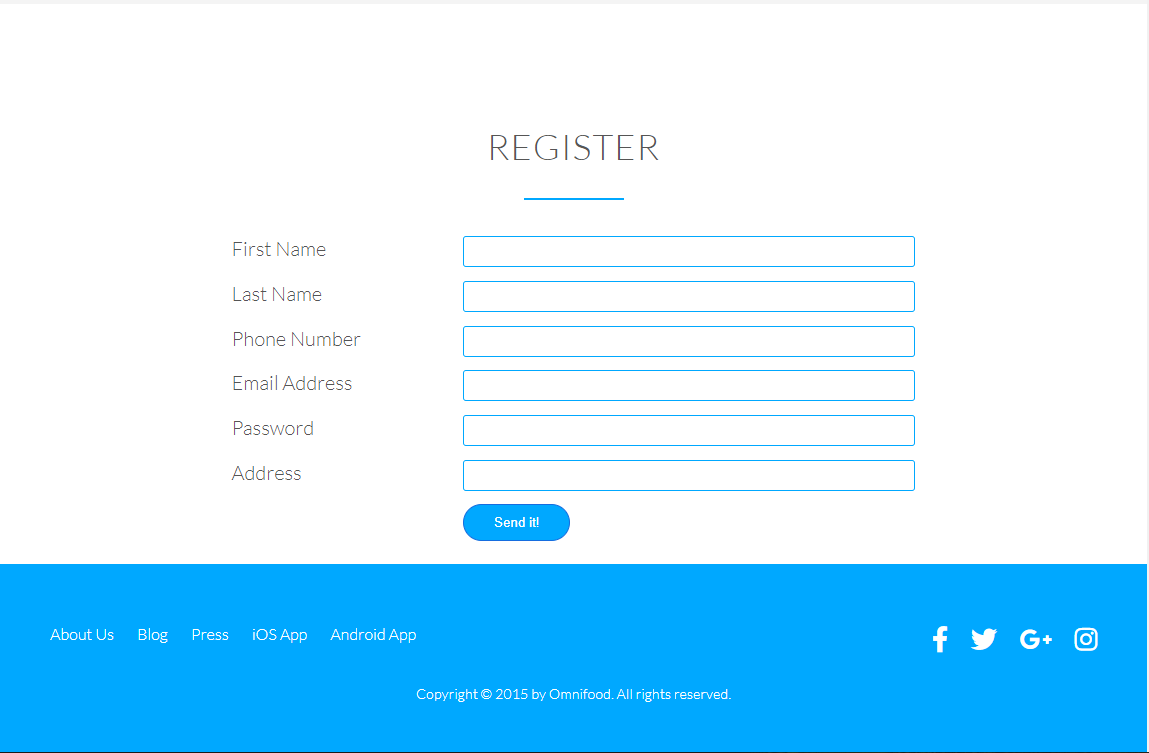 REGISTER
First Name
Last Name
Phone Number
Email Address
Password
Address
Send it!
About Us Blog Press iOS App Android App
Copyright © 2015 by Omnifood. All rights reserved.